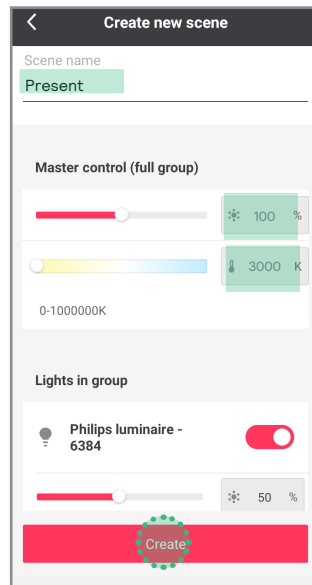 Create new scene
Scene name
Present
Master control (full group)
100 %
3000 K
0-1000000K
Lights in group
Philips luminaire -
6384
50 %
Create